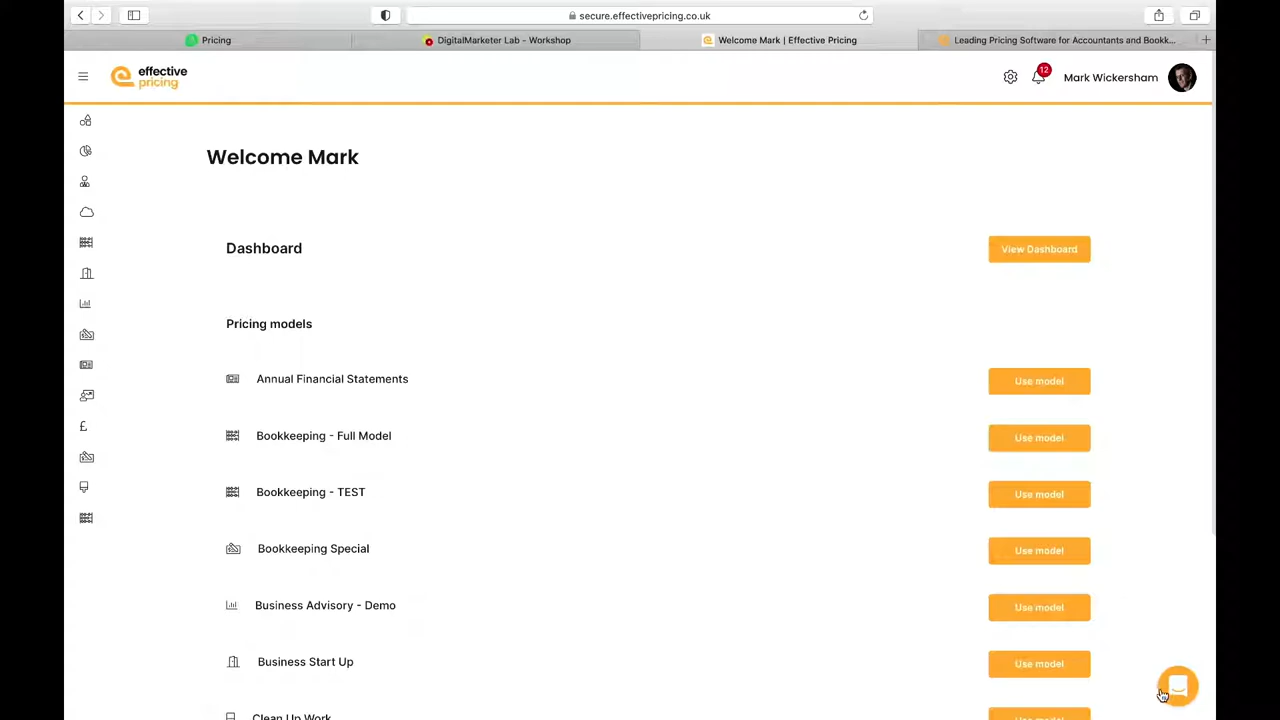 secure.effectivepricing.co.uk
Pricing
DigitalMarketer Lab - Workshop
Welcome Mark | Effective Pricing
Leading Pricing Software for Accountants and Bookk...
effective
pricing
12
Mark Wickersham
Welcome Mark
Dashboard
View Dashboard
Pricing models
Annual Financial Statements
Use model
Bookkeeping - Full Model
Use model
Bookkeeping - TEST
Use model
Bookkeeping Special
Use model
Business Advisory - Demo
Use model
Business Start Up
Use model
Clean Up Work
Use model